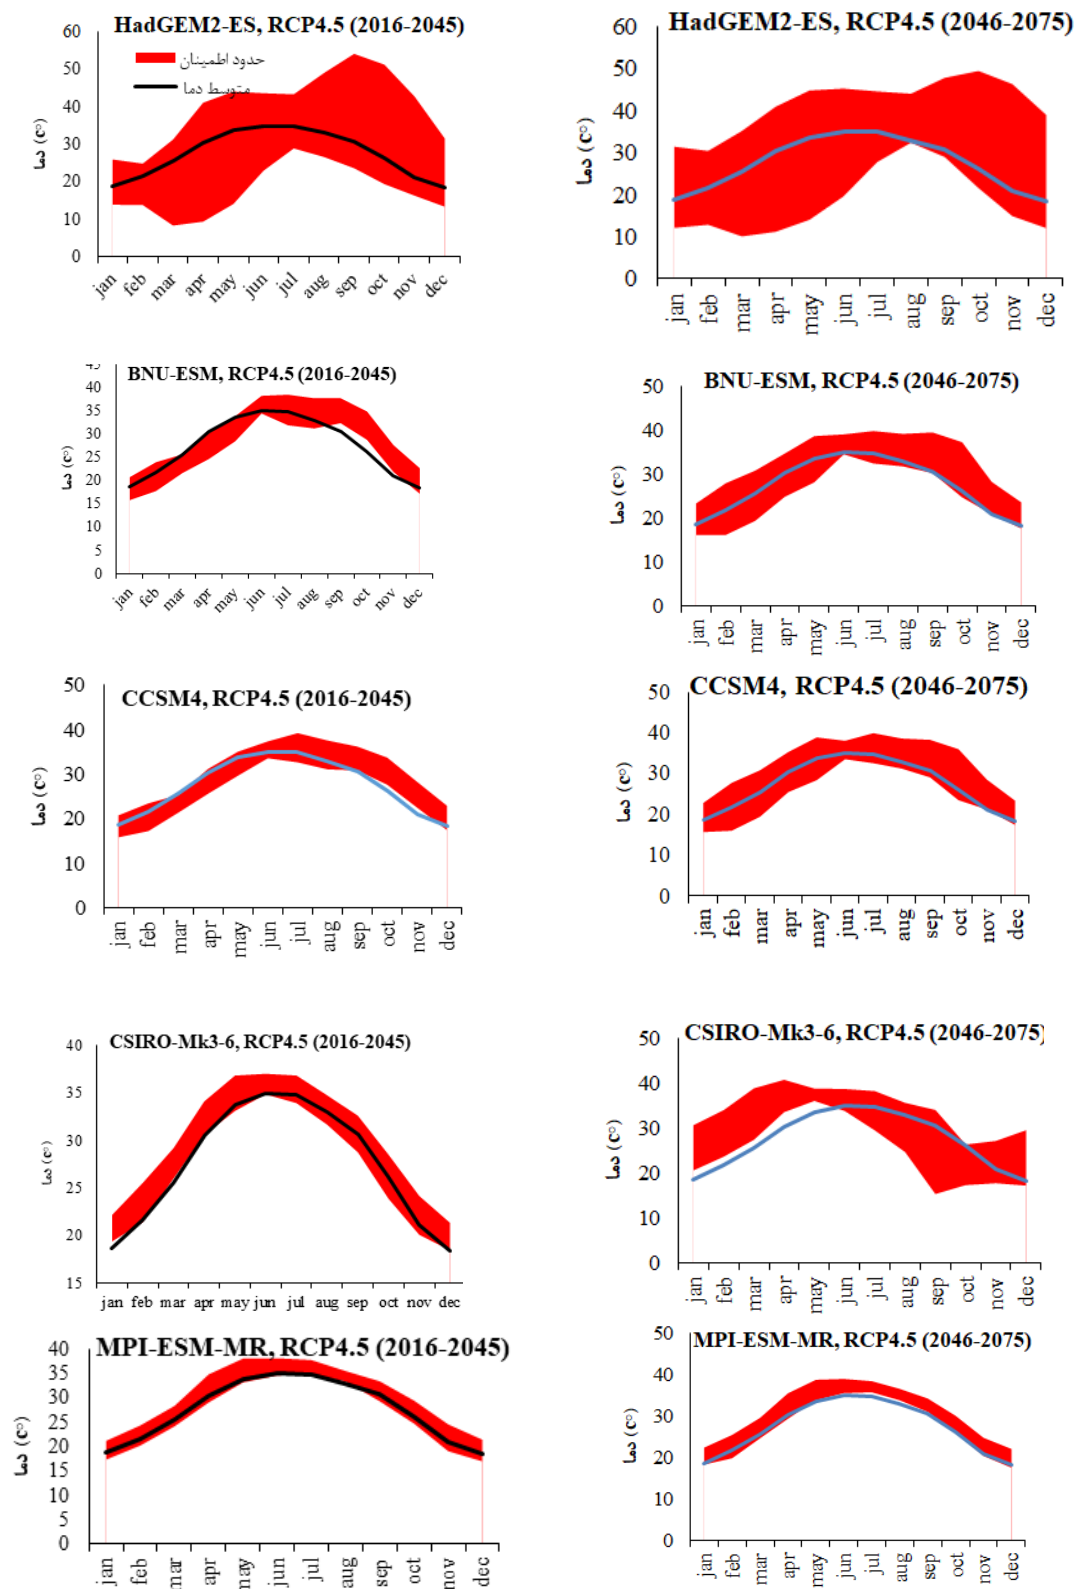 HadGEM2-ES, RCP4.5 (2016-2045)
60
50
40
30
20
10
0
دما (c°)
حدود اطمینان
متوسط دما
jan feb mar apr may jun jul aug sep oct nov dec
HadGEM2-ES, RCP4.5 (2046-2075)
60
50
40
30
20
10
0
دما (c°)
jan feb mar apr may jun jul aug sep oct nov dec
BNU-ESM, RCP4.5 (2016-2045)
45
40
35
30
25
20
15
10
5
0
دما (c°)
jan feb mar apr may jun jul aug sep oct nov dec
BNU-ESM, RCP4.5 (2046-2075)
50
40
30
20
10
0
دما (c°)
jan feb mar apr may jun jul aug sep oct nov dec
CCSM4, RCP4.5 (2016-2045)
50
40
30
20
10
0
دما (c°)
jan feb mar apr may jun jul aug sep oct nov dec
CCSM4, RCP4.5 (2046-2075)
50
40
30
20
10
0
دما (c°)
jan feb mar apr may jun jul aug sep oct nov dec
CSIRO-Mk3-6, RCP4.5 (2016-2045)
40
35
30
25
20
15
دما (c°)
jan feb mar apr may jun jul aug sep oct nov dec
CSIRO-Mk3-6, RCP4.5 (2046-2075)
50
40
30
20
10
0
دما (c°)
jan feb mar apr may jun jul aug sep oct nov dec
MPI-ESM-MR, RCP4.5 (2016-2045)
40
35
30
25
20
15
10
5
0
دما (c°)
jan feb mar apr may jun jul aug sep oct nov dec
MPI-ESM-MR, RCP4.5 (2046-2075)
50
40
30
20
10
0
دما (c°)
jan feb mar apr may jun jul aug sep oct nov dec